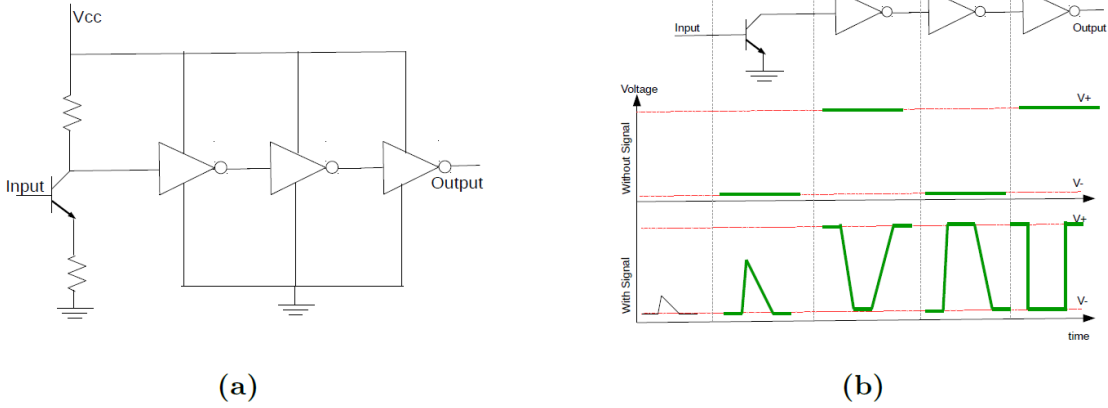 Vcc
Input
Output
(a)
Input
Output
Voltage
Without Signal
V+
V-
With Signal
V+
V-
time
(b)